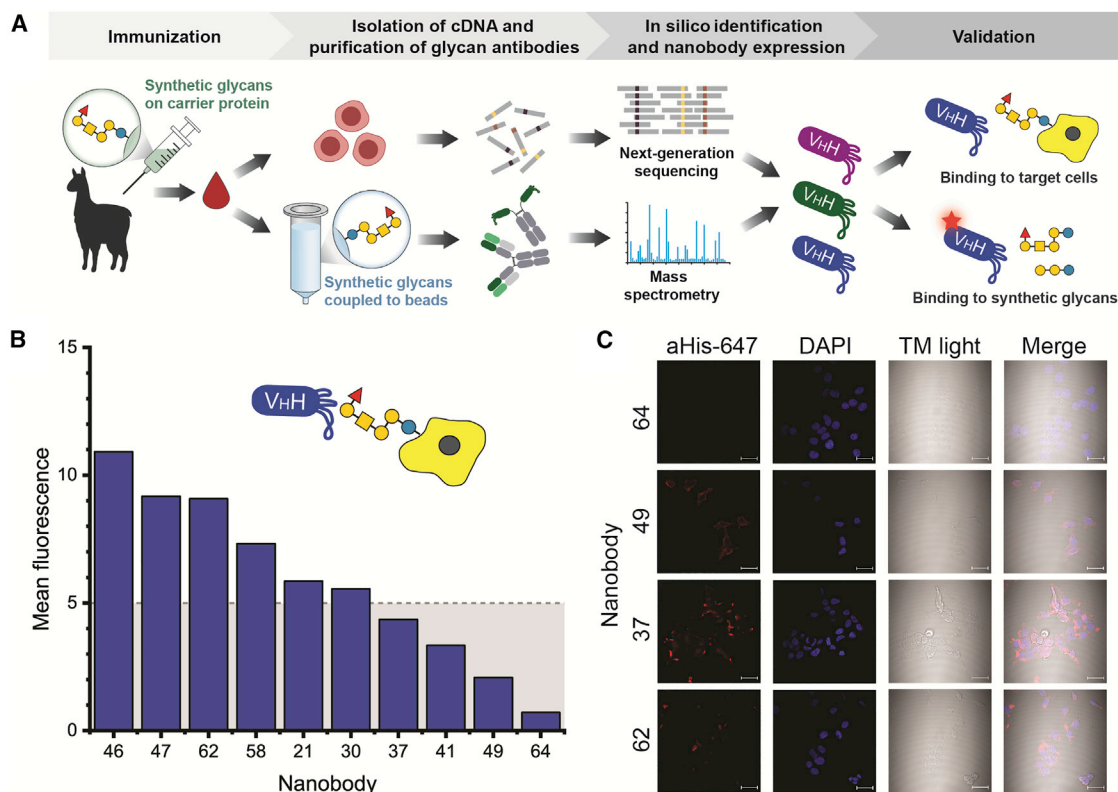 A
Immunization
Isolation of cDNA and
purification of glycan antibodies
In silico identification
and nanobody expression
Validation
Synthetic glycans
on carrier protein
Synthetic glycans
coupled to beads
Next-generation
sequencing
Mass
spectrometry
VHH
VHH
VHH
VHH
Binding to target cells
VHH
Binding to synthetic glycans
B
Mean fluorescence
15
10
5
0
VHH
46 47 62 58 21 30 37 41 49 64
Nanobody
C
aHis-647 DAPI TM light Merge
Nanobody
64
49
37
62